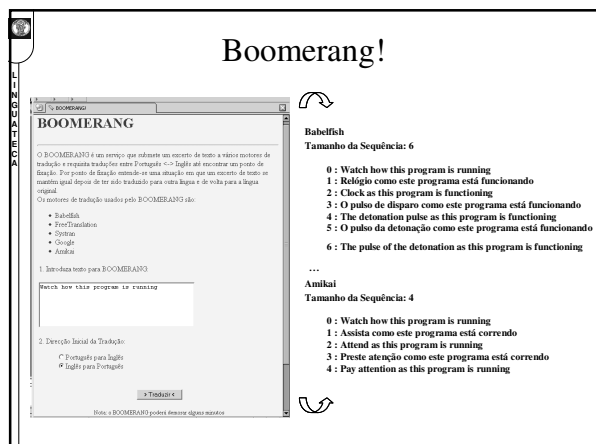 Boomerang!
LINGUATECA
BOOMERANG!
BOOMERANG
O BOOMERANG é um serviço que submete um excerto de texto a vários motores de
tradução e requisita traduções entre Português <-> Inglês até encontrar um ponto de
fixação. Por ponto de fixação entende-se uma situação em que um excerto de texto se
mantém igual depois de ter sido traduzido para outra língua e de volta para a língua
original.
Os motores de tradução usados pelo BOOMERANG são:
Babelfish
FreeTranslation
Systran
Google
Amikai
1. Introduza texto para BOOMERANG:
Watch how this program is running
2. Direcção Inicial da Tradução:
Português para Inglês
Inglês para Português
> Traduzir <
Nota: o BOOMERANG poderá demorar alguns minutos
Babelfish
Tamanho da Sequência: 6
0 : Watch how this program is running
1 : Relógio como este programa está funcionando
2 : Clock as this program is functioning
3 : O pulso de disparo como este programa está funcionando
4 : The detonation pulse as this program is functioning
5 : O pulso da detonação como este programa está funcionando
6 : The pulse of the detonation as this program is functioning
...
Amikai
Tamanho da Sequência: 4
0 : Watch how this program is running
1 : Assista como este programa está correndo
2 : Attend as this program is running
3 : Preste atenção como este programa está correndo
4 : Pay attention as this program is running